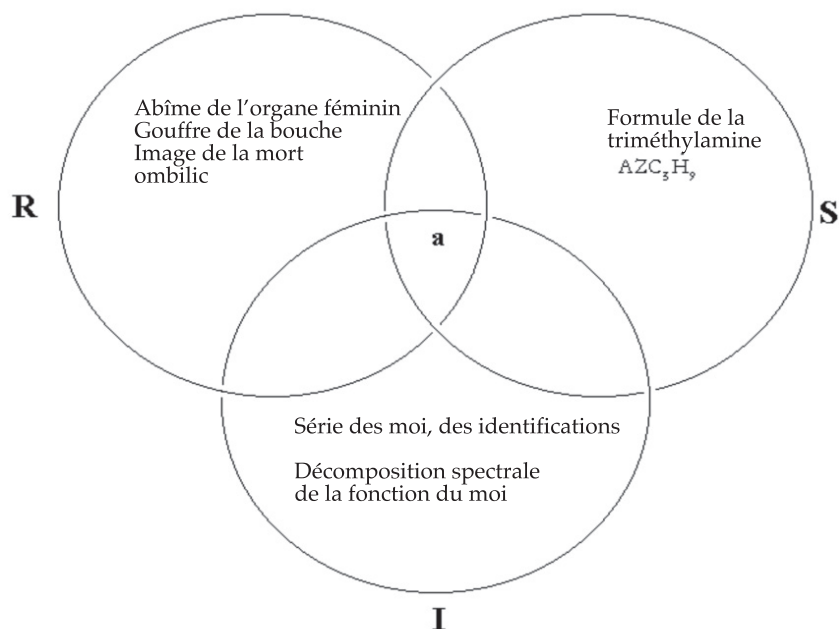 Abîme de l’organe féminin
Gouffre de la bouche
Image de la mort
ombilic
Formule de la
triméthylamine
AZC₃H₉
R
S
a
Série des moi, des identifications
Décomposition spectrale
de la fonction du moi
I